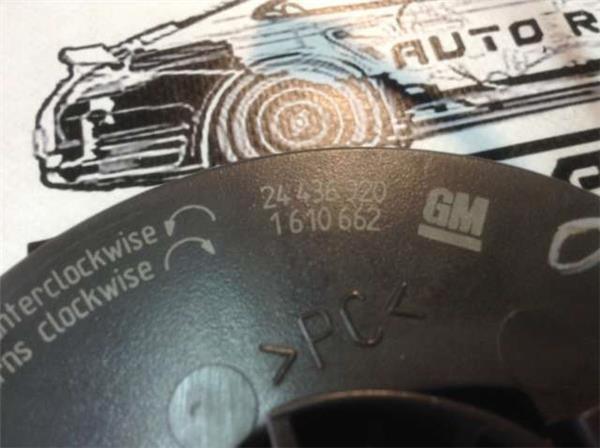 AUTO R
24 436 920
1 610 662
GM
nterclockwise
rns clockwise
>PC<